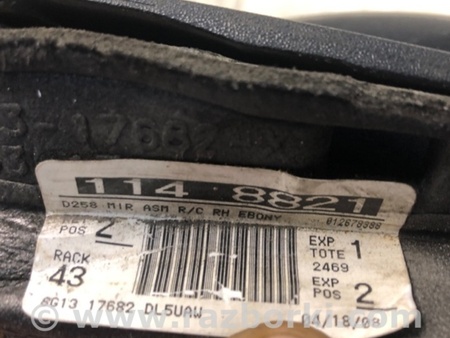 17682
114 8821
D258 MIR ASM R/C RH EBONY
POS 2
EXP 1
TOTE
2469
RACK
43
EXP
POS 2
8G13 17682 DL5UAW
04/18/08
www.razborki.com